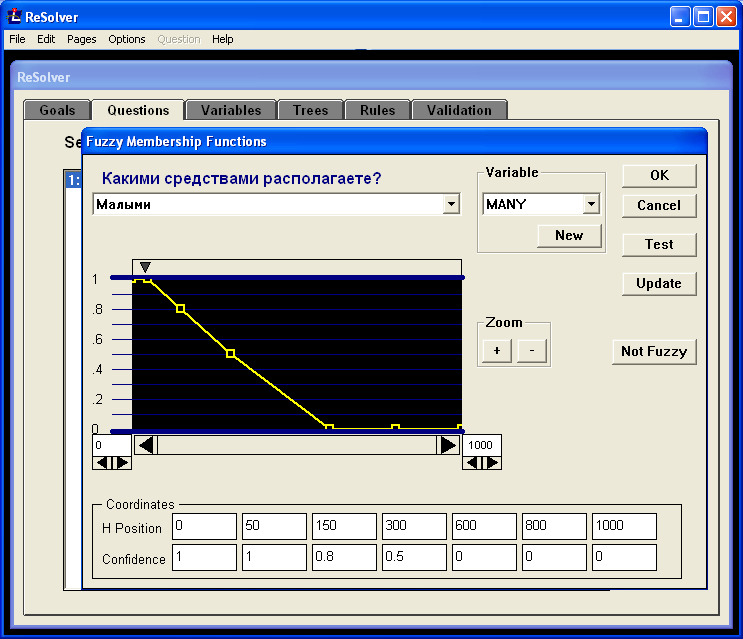 ReSolver
File Edit Pages Options Question Help
ReSolver
Goals Questions Variables Trees Rules Validation
Se
Fuzzy Membership Functions
1:
Какими средствами располагаете?
Малыми
Variable
MANY
New
OK
Cancel
Test
Update
Not Fuzzy
Zoom
+ -
1
.8
.6
.4
.2
0
0 1000
Coordinates
H Position 0 50 150 300 600 800 1000
Confidence 1 1 0.8 0.5 0 0 0